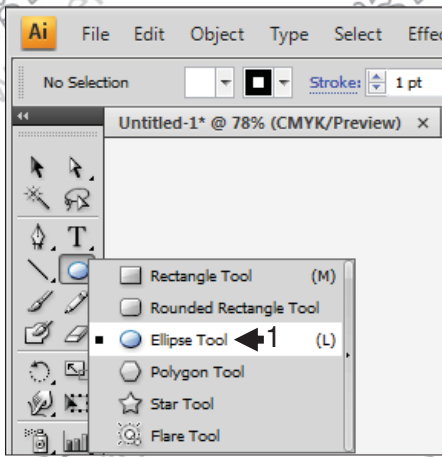 Ai File Edit Object Type Select Effec
No Selection Stroke: 1 pt
Untitled-1* @ 78% (CMYK/Preview) ×
T
Rectangle Tool (M)
Rounded Rectangle Tool
Ellipse Tool 1 (L)
Polygon Tool
Star Tool
Flare Tool